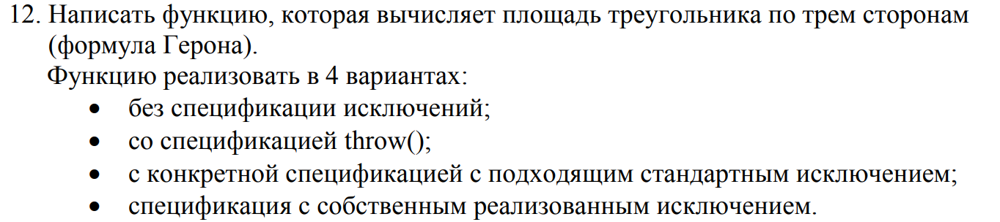 12. Написать функцию, которая вычисляет площадь треугольника по трем сторонам
(формула Герона).
Функцию реализовать в 4 вариантах:
• без спецификации исключений;
• со спецификацией throw();
• с конкретной спецификацией с подходящим стандартным исключением;
• спецификация с собственным реализованным исключением.